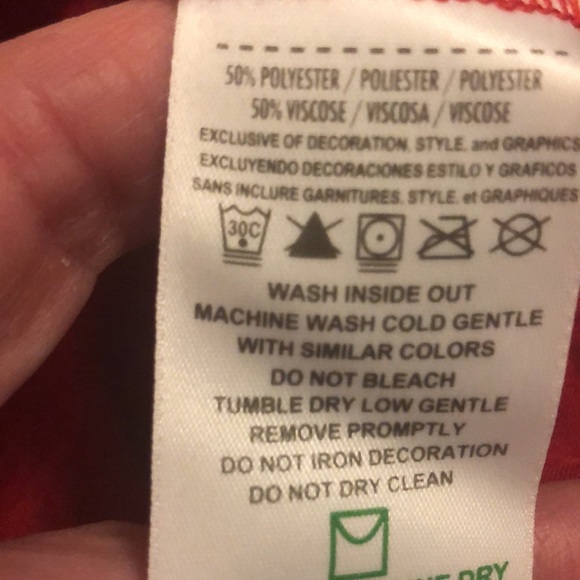 50% POLYESTER / POLIESTER / POLYESTER
50% VISCOSE / VISCOSA / VISCOSE
EXCLUSIVE OF DECORATION, STYLE, and GRAPHICS
EXCLUYENDO DECORACIONES ESTILO Y GRAFICOS
SANS INCLURE GARNITURES, STYLE, et GRAPHIQUES
30C
WASH INSIDE OUT
MACHINE WASH COLD GENTLE
WITH SIMILAR COLORS
DO NOT BLEACH
TUMBLE DRY LOW GENTLE
REMOVE PROMPTLY
DO NOT IRON DECORATION
DO NOT DRY CLEAN
DRY